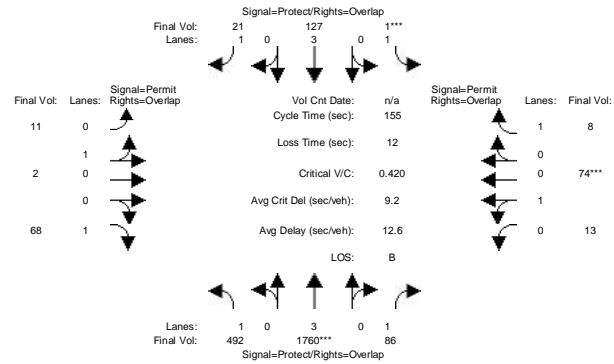 Signal=Protect/Rights=Overlap
Final Vol: 21 127 1***
Lanes: 1 0 3 0 1
Signal=Permit
Final Vol: Lanes: Rights=Overlap
Vol Cnt Date: n/a
Signal=Permit
Rights=Overlap Lanes: Final Vol:
Cycle Time (sec): 155
11 0 1 8
Loss Time (sec): 12
1 0
2 0 Critical V/C: 0.420 0 74***
0 Avg Crit Del (sec/veh): 9.2 1
68 1 Avg Delay (sec/veh): 12.6 0 13
LOS: B
Lanes: 1 0 3 0 1
Final Vol: 492 1760*** 86
Signal=Protect/Rights=Overlap